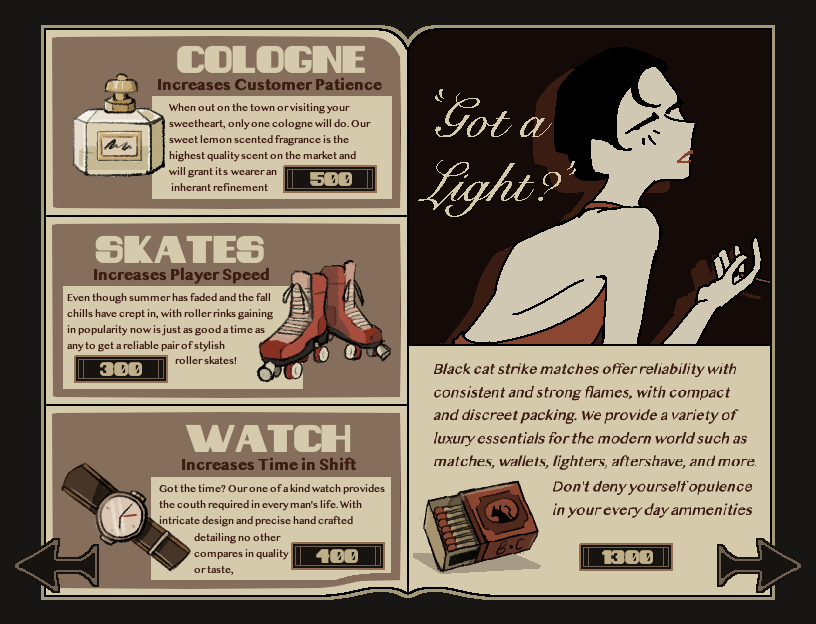 COLOGNE
Increases Customer Patience
When out on the town or visiting your
sweetheart, only one cologne will do. Our
sweet lemon scented fragrance is the
highest quality scent on the market and
will grant its wearer an
inherant refinement
500
SKATES
Increases Player Speed
Even though summer has faded and the fall
chills have crept in, with roller rinks gaining
in popularity now is just as good a time as
any to get a reliable pair of stylish
roller skates!
300
WATCH
Increases Time in Shift
Got the time? Our one of a kind watch provides
the couth required in every man's life. With
intricate design and precise hand crafted
detailing no other
compares in quality
or taste,
400
'Got a
Light?'
Black cat strike matches offer reliability with
consistent and strong flames, with compact
and discreet packing. We provide a variety of
luxury essentials for the modern world such as
matches, wallets, lighters, aftershave, and more.
Don't deny yourself opulence
in your every day ammenities
B•C
1300